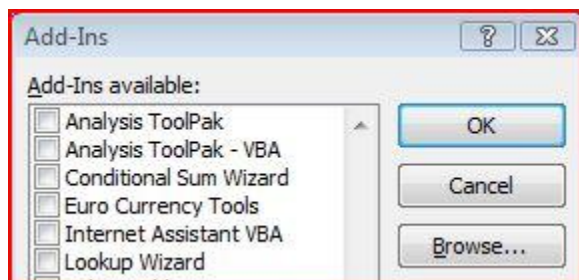 Add-Ins
Add-Ins available:
Analysis ToolPak
Analysis ToolPak - VBA
Conditional Sum Wizard
Euro Currency Tools
Internet Assistant VBA
Lookup Wizard
OK
Cancel
Browse...